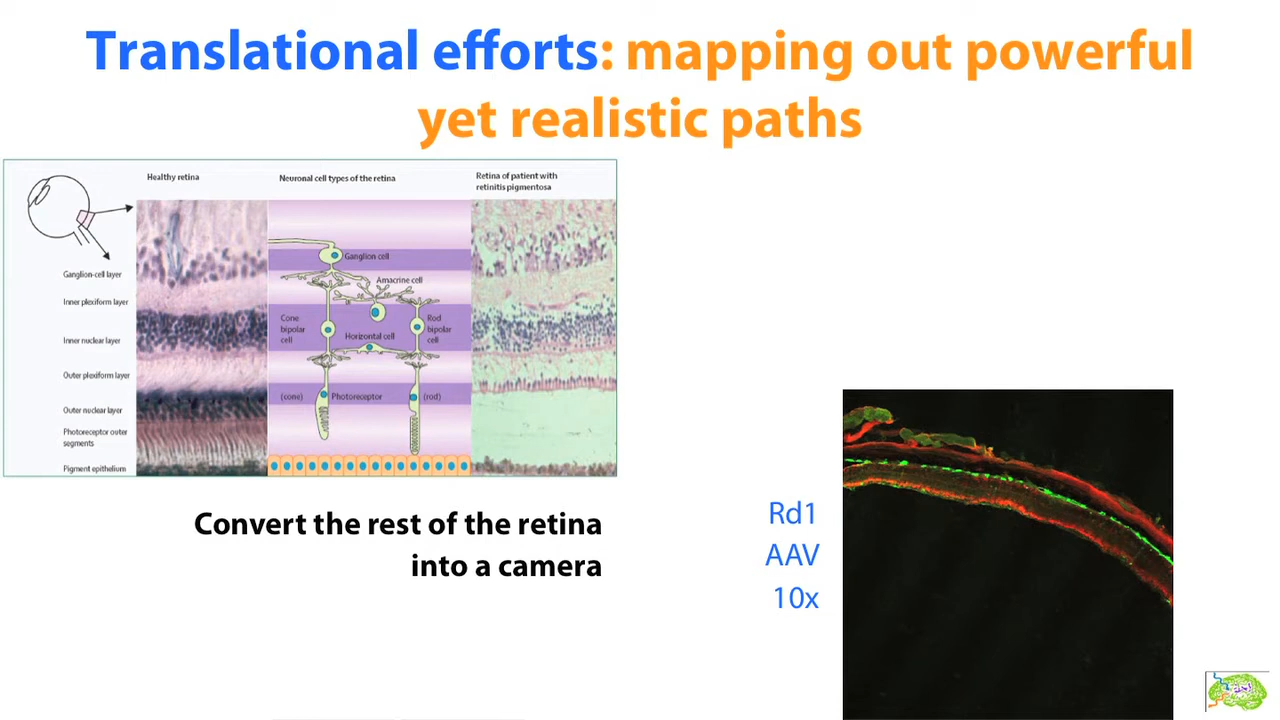 Translational efforts: mapping out powerful
yet realistic paths
Healthy retina
Neuronal cell types of the retina
Retina of patient with
retinitis pigmentosa
Ganglion-cell layer
Inner plexiform layer
Inner nuclear layer
Outer plexiform layer
Outer nuclear layer
Photoreceptor outer
segments
Pigment epithelium
Ganglion cell
Amacrine cell
Cone
bipolar
cell
Horizontal cell
Rod
bipolar
cell
(cone)
Photoreceptor
(rod)
Convert the rest of the retina
into a camera
Rd1
AAV
10x